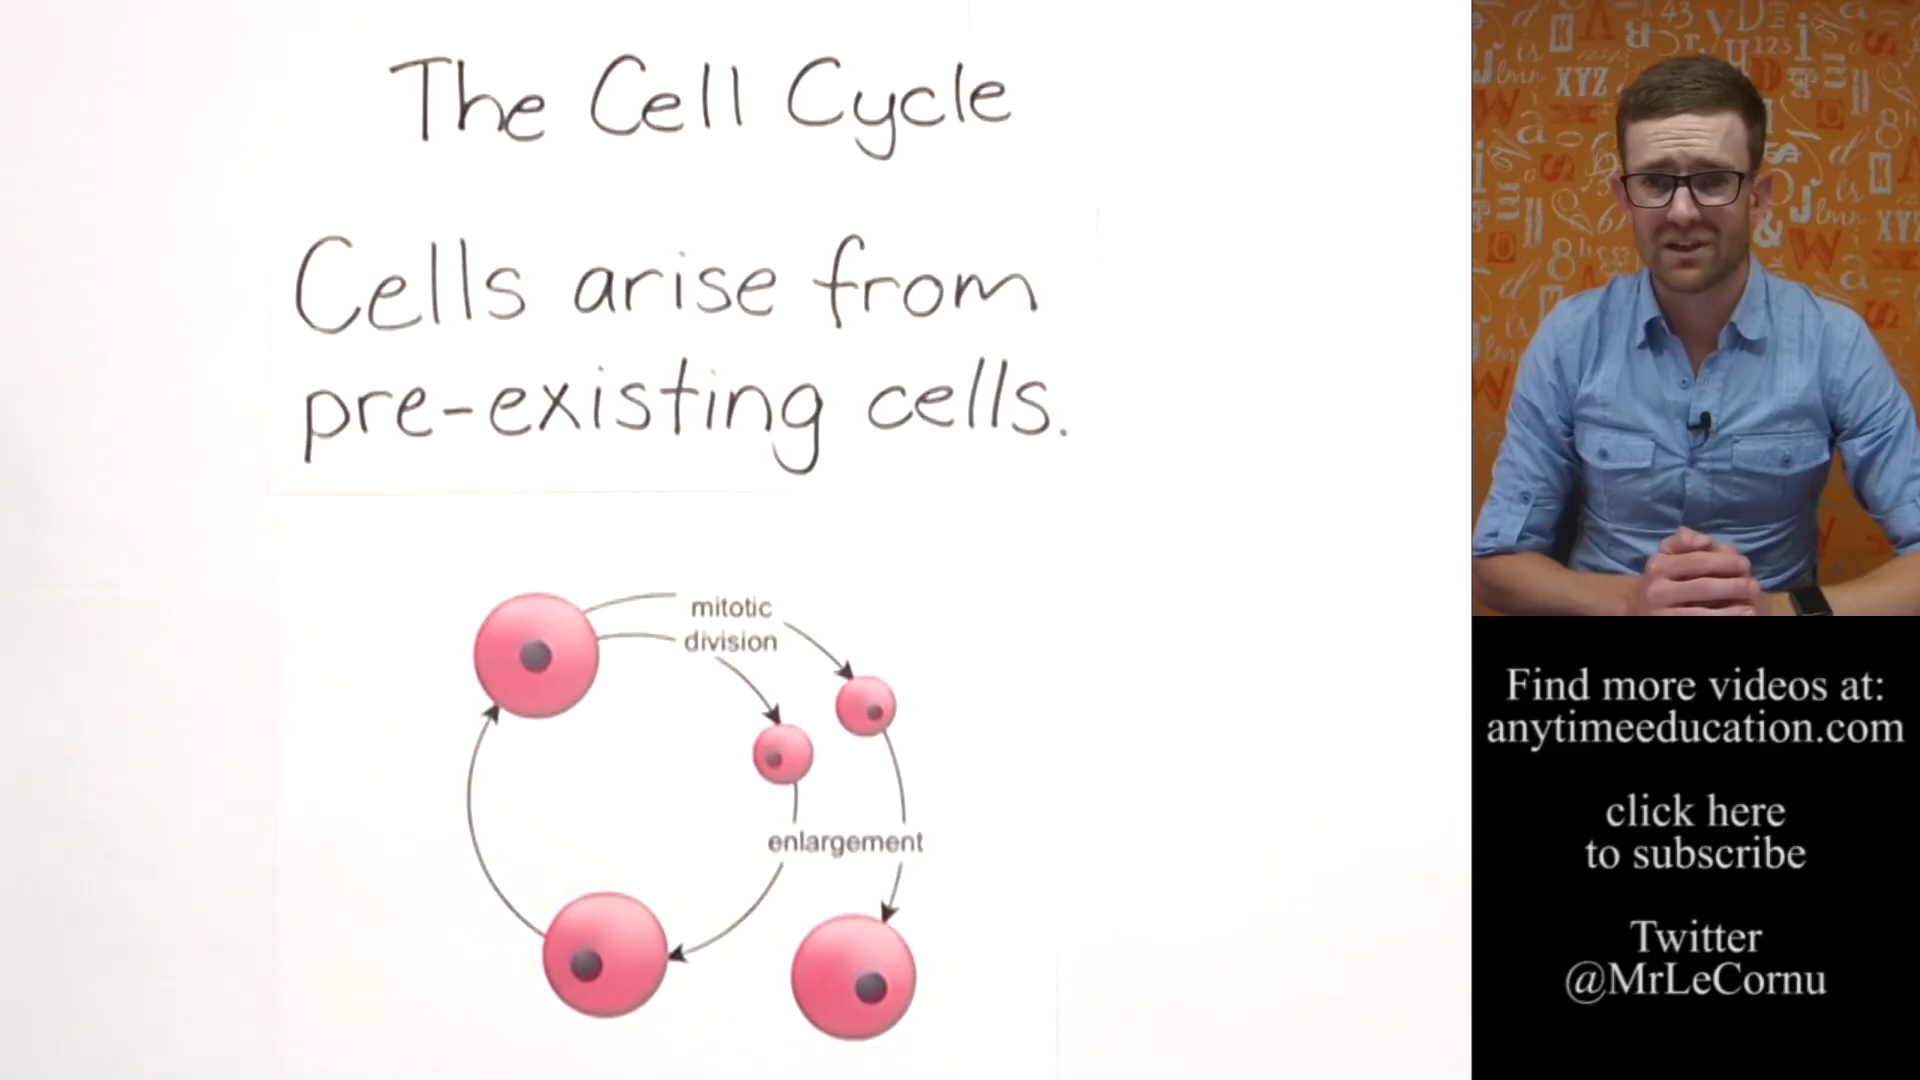 The Cell Cycle
Cells arise from
pre-existing cells.
mitotic
division
enlargement
Find more videos at:
anytimeeducation.com
click here
to subscribe
Twitter
@MrLeCornu